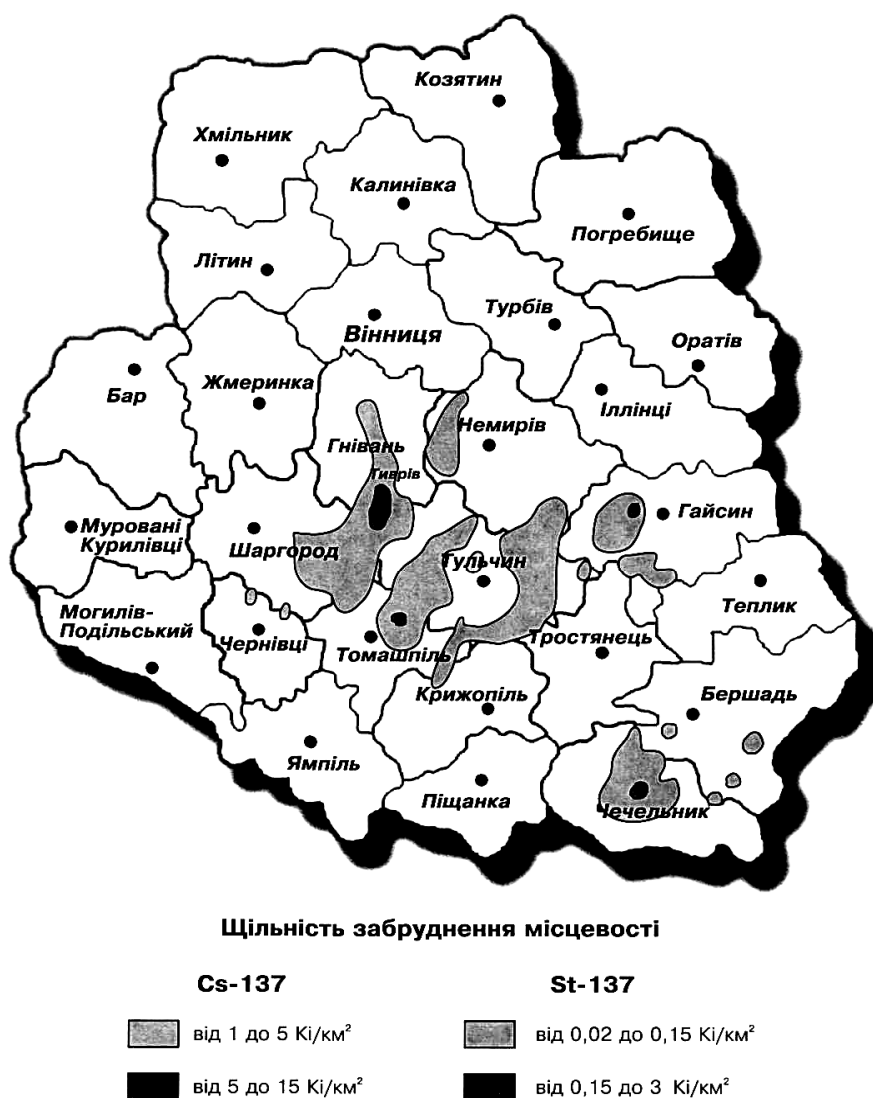 Козятин
Хмільник
Калинівка
Погребище
Літин
Турбів
Вінниця
Оратів
Бар
Жмеринка
Іллінці
Немирів
Гнівань
Тиврів
Гайсин
Муровані
Курилівці
Шаргород
Тульчин
Теплик
Могилів-
Подільський
Чернівці
Томашпіль
Тростянець
Крижопіль
Бершадь
Ямпіль
Піщанка
Чечельник
Щільність забруднення місцевості
Cs-137
St-137
від 1 до 5 Кі/км²
від 0,02 до 0,15 Кі/км²
від 5 до 15 Кі/км²
від 0,15 до 3 Кі/км²